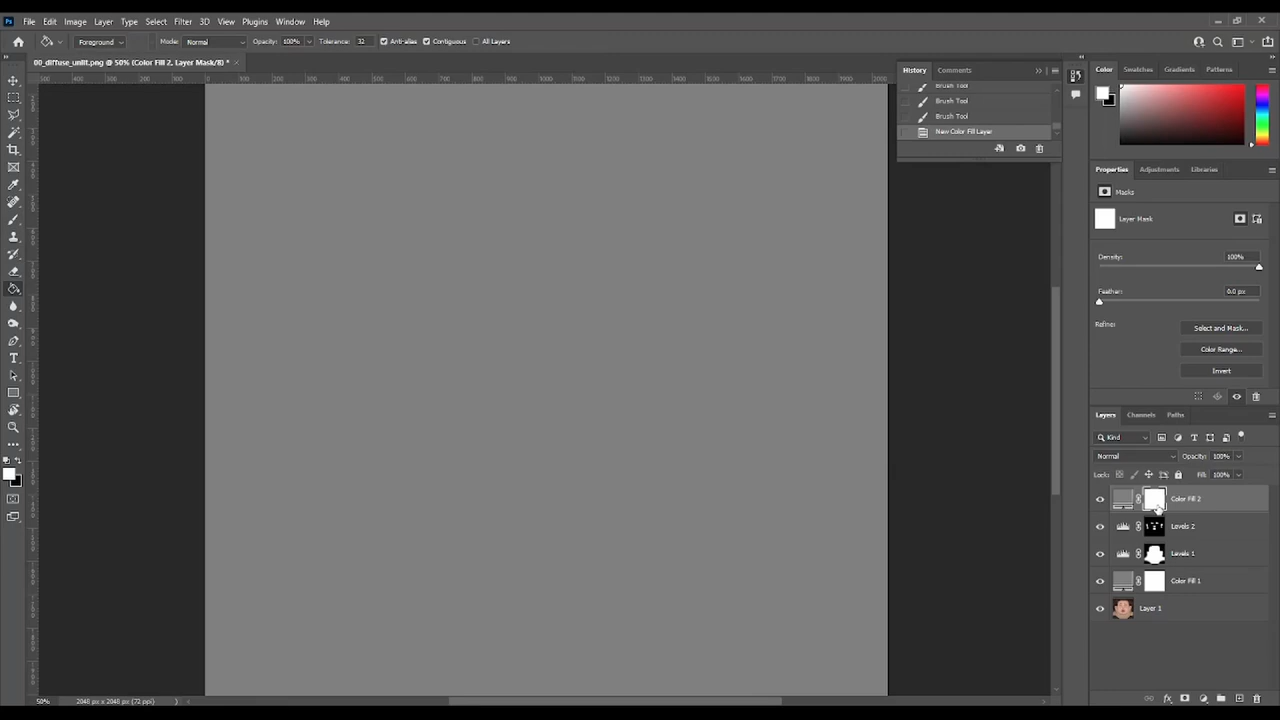 Ps File Edit Image Layer Type Select Filter 3D View Plugins Window Help
Foreground Mode: Normal Opacity: 100% Tolerance: 32 Anti-alias Contiguous All Layers
00_diffuse_unlit.png @ 50% (Color Fill 2, Layer Mask/8) *
History Comments
Brush Tool
Brush Tool
Brush Tool
New Color Fill Layer
Color Swatches Gradients Patterns
Properties Adjustments Libraries
Masks
Layer Mask
Density: 100%
Feather: 0.0 px
Refine: Select and Mask...
Color Range...
Invert
Layers Channels Paths
Kind
Normal Opacity: 100%
Locks: Fill: 100%
Color Fill 2
Levels 2
Levels 1
Color Fill 1
Layer 1
50% 2048 px x 2048 px (72 ppi)